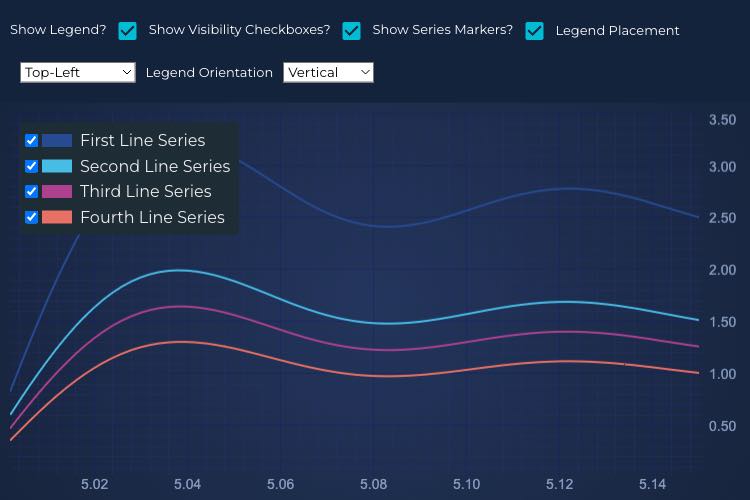 Show Legend? Show Visibility Checkboxes? Show Series Markers? Legend Placement
Top-Left Legend Orientation Vertical
First Line Series
Second Line Series
Third Line Series
Fourth Line Series
3.50
3.00
2.50
2.00
1.50
1.00
0.50
5.02 5.04 5.06 5.08 5.10 5.12 5.14